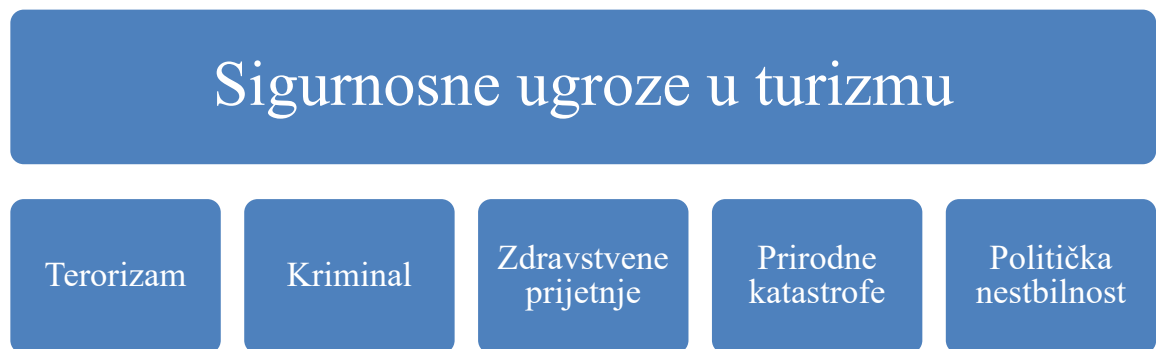 Sigurnosne ugroze u turizmu
Terorizam
Kriminal
Zdravstvene
prijetnje
Prirodne
katastrofe
Politička
nestbilnost